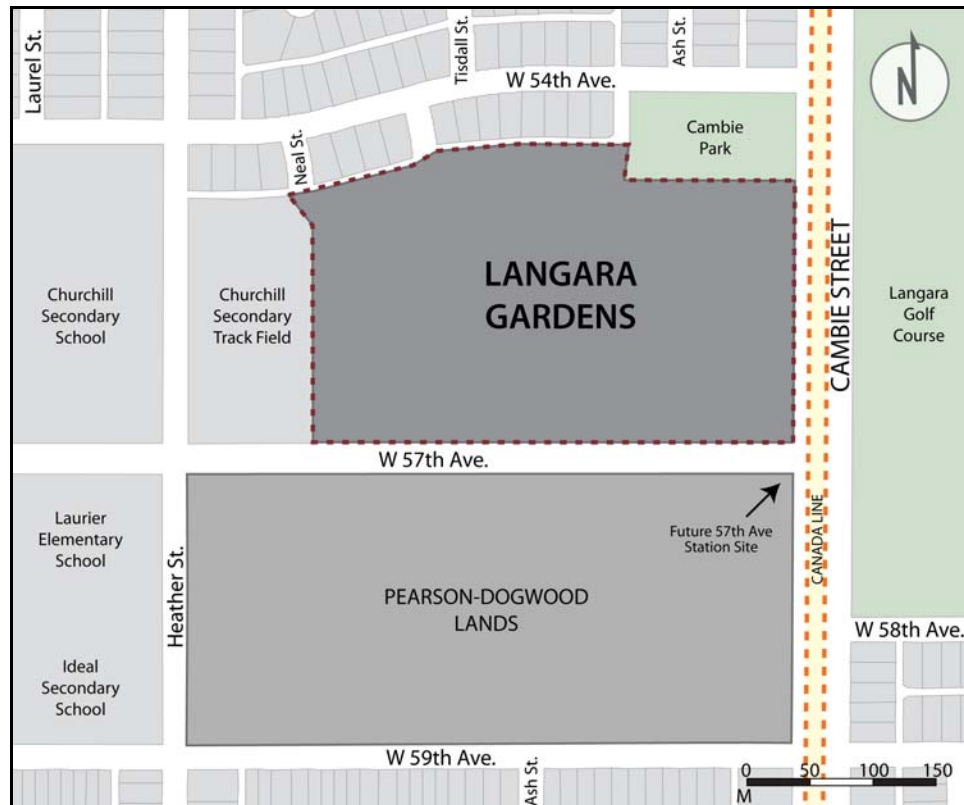 Laurel St.
Tisdall St.
Ash St.
W 54th Ave.
N
Neal St.
Cambie
Park
LANGARA
GARDENS
CAMBIE STREET
Churchill
Secondary
School
Churchill
Secondary
Track Field
Langara
Golf
Course
W 57th Ave.
Laurier
Elementary
School
Future 57th Ave
Station Site
CANADA LINE
Heather St.
PEARSON-DOGWOOD
LANDS
W 58th Ave.
Ideal
Secondary
School
W 59th Ave.
Ash St.
0 50 100 150
M